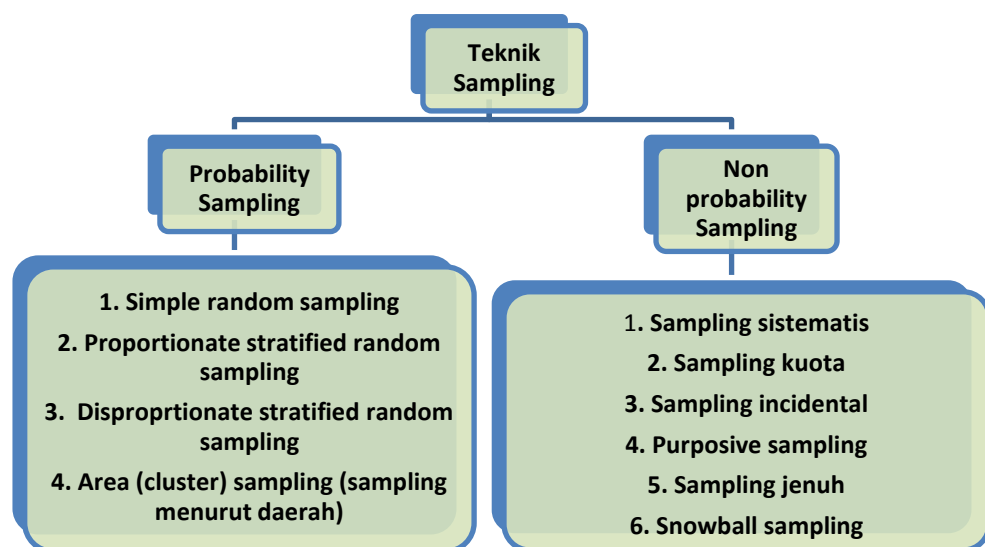 Teknik
Sampling
Probability
Sampling
Non
probability
Sampling
1. Simple random sampling
2. Proportionate stratified random
sampling
3. Disproprtionate stratified random
sampling
4. Area (cluster) sampling (sampling
menurut daerah)
1. Sampling sistematis
2. Sampling kuota
3. Sampling incidental
4. Purposive sampling
5. Sampling jenuh
6. Snowball sampling